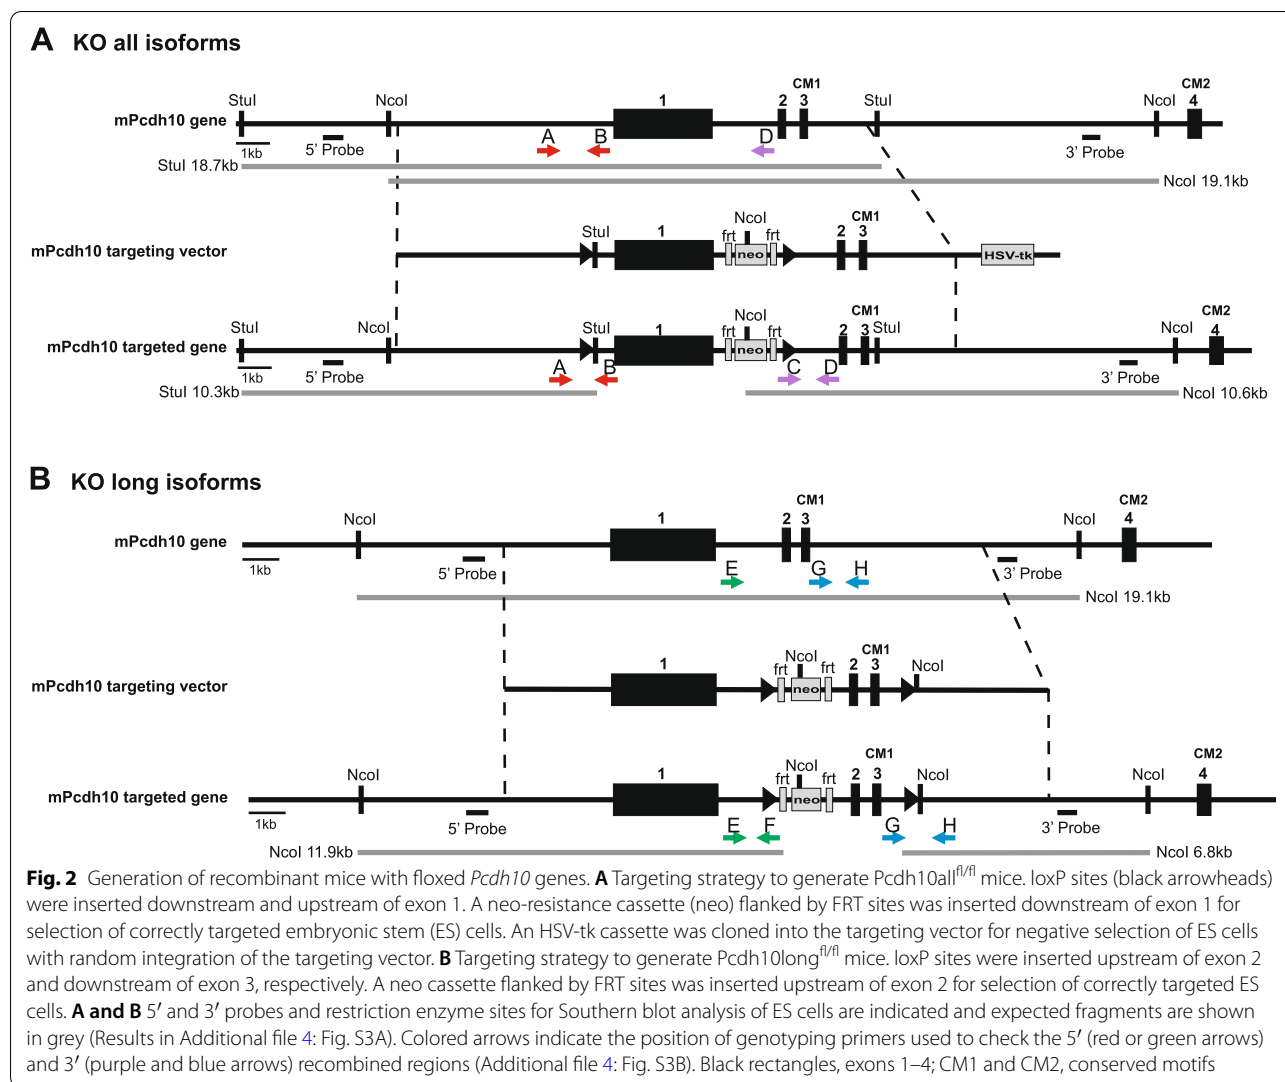 A KO all isoforms
StuI NcoI 1 2 3 CM1 StuI NcoI CM2 4
mPcdh10 gene
1kb 5’ Probe A B D 3’ Probe
StuI 18.7kb
NcoI 19.1kb
mPcdh10 targeting vector
StuI 1 frt NcoI neo frt 2 CM1 3 HSV-tk
mPcdh10 targeted gene
StuI NcoI StuI 1 frt NcoI neo frt 2 CM1 3 StuI NcoI CM2 4
1kb 5’ Probe A B C D 3’ Probe
StuI 10.3kb NcoI 10.6kb
B KO long isoforms
NcoI 1 2 3 CM1 NcoI CM2 4
mPcdh10 gene
1kb 5’ Probe E G H 3’ Probe
NcoI 19.1kb
mPcdh10 targeting vector
1 frt NcoI neo frt 2 CM1 3 NcoI
mPcdh10 targeted gene
NcoI 1 frt NcoI neo frt 2 CM1 3 NcoI NcoI CM2 4
1kb 5’ Probe E F G H 3’ Probe
NcoI 11.9kb NcoI 6.8kb
Fig. 2 Generation of recombinant mice with floxed Pcdh10 genes. A Targeting strategy to generate Pcdh10all^fl/fl mice. loxP sites (black arrowheads)
were inserted downstream and upstream of exon 1. A neo-resistance cassette (neo) flanked by FRT sites was inserted downstream of exon 1 for
selection of correctly targeted embryonic stem (ES) cells. An HSV-tk cassette was cloned into the targeting vector for negative selection of ES cells
with random integration of the targeting vector. B Targeting strategy to generate Pcdh10long^fl/fl mice. loxP sites were inserted upstream of exon 2
and downstream of exon 3, respectively. A neo cassette flanked by FRT sites was inserted upstream of exon 2 for selection of correctly targeted ES
cells. A and B 5′ and 3′ probes and restriction enzyme sites for Southern blot analysis of ES cells are indicated and expected fragments are shown
in grey (Results in Additional file 4: Fig. S3A). Colored arrows indicate the position of genotyping primers used to check the 5′ (red or green arrows)
and 3′ (purple and blue arrows) recombined regions (Additional file 4: Fig. S3B). Black rectangles, exons 1–4; CM1 and CM2, conserved motifs